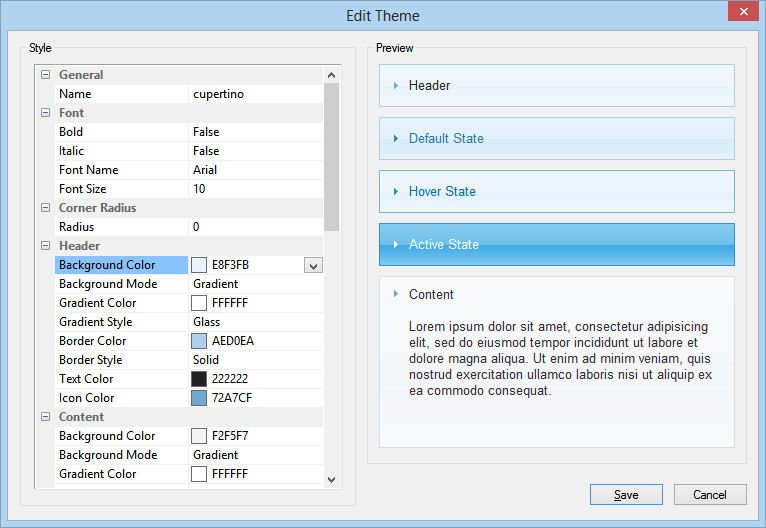 Edit Theme
Style
General
Name cupertino
Font
Bold False
Italic False
Font Name Arial
Font Size 10
Corner Radius
Radius 0
Header
Background Color E8F3FB
Background Mode Gradient
Gradient Color FFFFFF
Gradient Style Glass
Border Color AED0EA
Border Style Solid
Text Color 222222
Icon Color 72A7CF
Content
Background Color F2F5F7
Background Mode Gradient
Gradient Color FFFFFF
Preview
Header
Default State
Hover State
Active State
Content
Lorem ipsum dolor sit amet, consectetur adipisicing
elit, sed do eiusmod tempor incididunt ut labore et
dolore magna aliqua. Ut enim ad minim veniam, quis
nostrud exercitation ullamco laboris nisi ut aliquip ex
ea commodo consequat.
Save Cancel